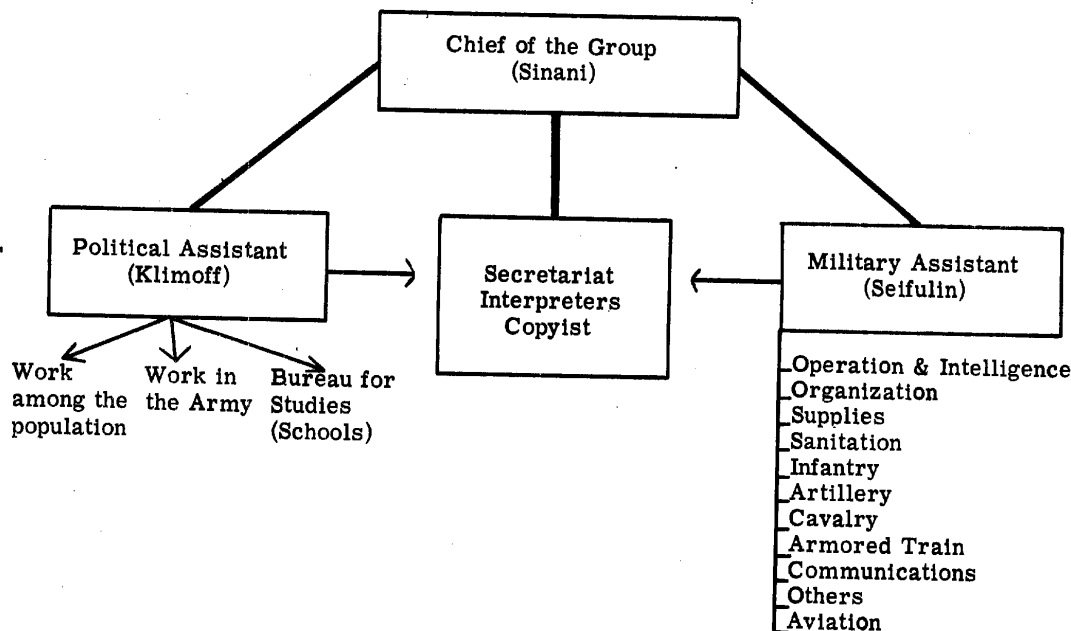 Chief of the Group
(Sinani)
Political Assistant
(Klimoff)
Secretariat
Interpreters
Copyist
Military Assistant
(Seifulin)
Work
among the
population
Work in
the Army
Bureau for
Studies
(Schools)
Operation & Intelligence
Organization
Supplies
Sanitation
Infantry
Artillery
Cavalry
Armored Train
Communications
Others
Aviation